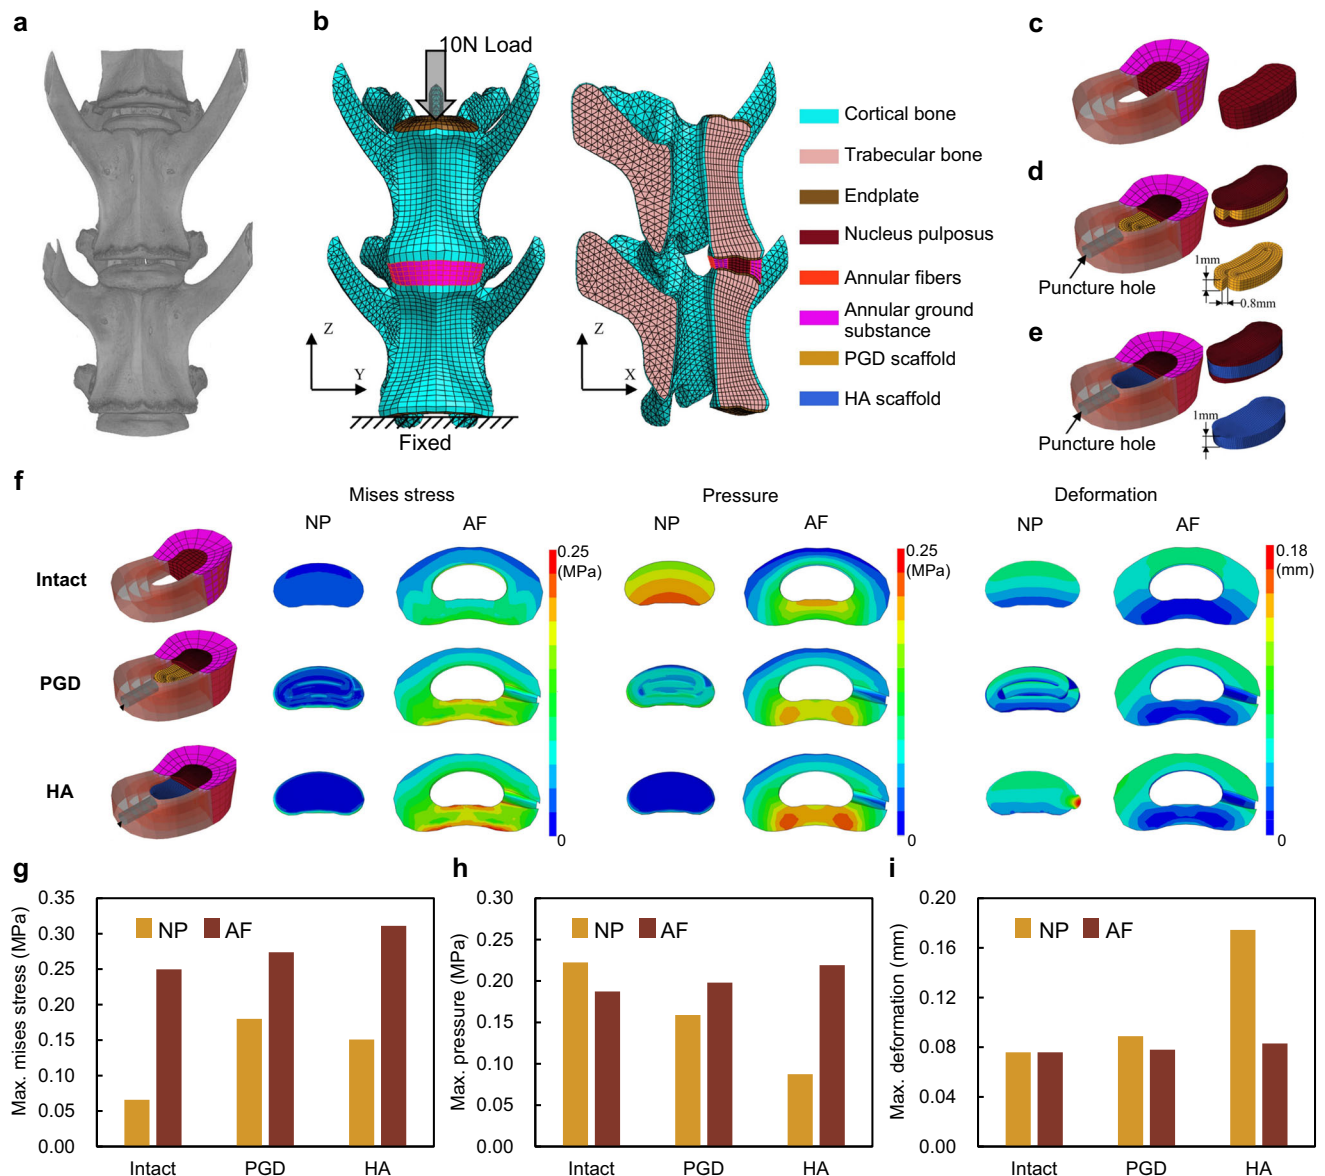 a
b
c
10N Load
Cortical bone
Trabecular bone
Endplate
Nucleus pulposus
Annular fibers
Annular ground
substance
PGD scaffold
HA scaffold
Z
Y
Z
X
Fixed
d
1mm
0.8mm
Puncture hole
e
1mm
Puncture hole
f
Mises stress
Pressure
Deformation
NP
AF
NP
AF
NP
AF
0.25
(MPa)
0
0.25
(MPa)
0
0.18
(mm)
0
Intact
PGD
HA
g
Max. mises stress (MPa)
0.35
0.30
0.25
0.20
0.15
0.10
0.05
0.00
NP
AF
Intact
PGD
HA
h
Max. pressure (MPa)
0.30
0.25
0.20
0.15
0.10
0.05
0.00
NP
AF
Intact
PGD
HA
i
Max. deformation (mm)
0.20
0.16
0.12
0.08
0.04
0.00
NP
AF
Intact
PGD
HA